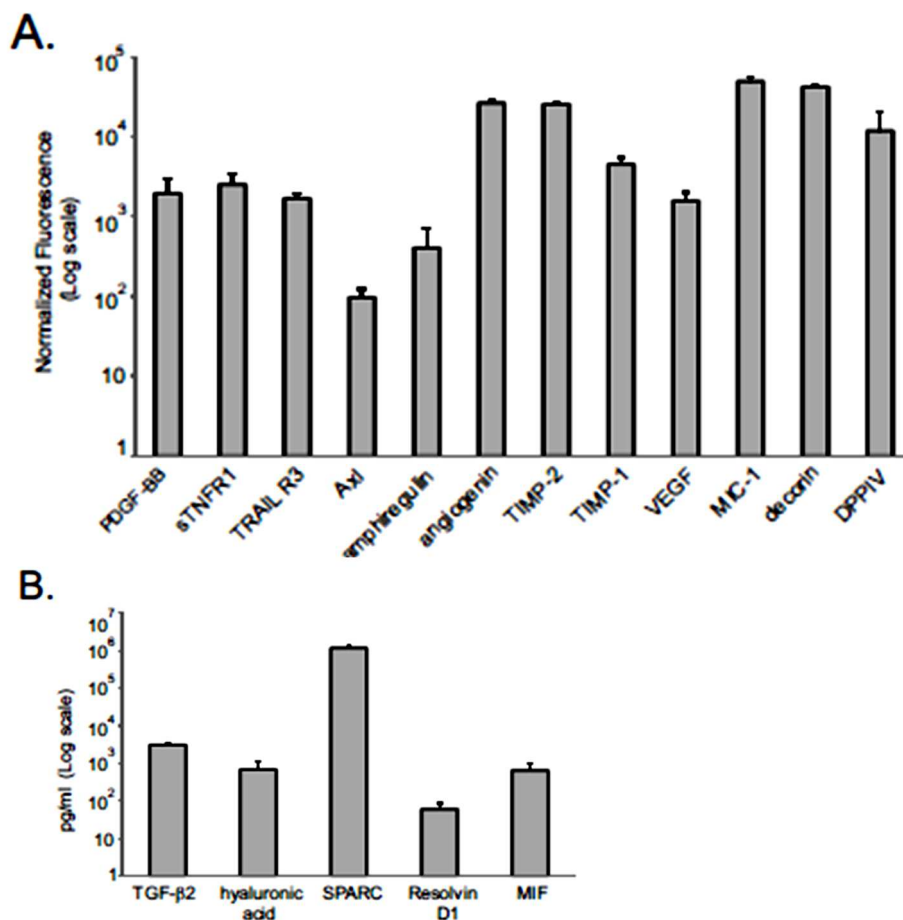 A.
Normalized Fluorescence
(Log scale)
10⁵
10⁴
10³
10²
10
1
PDGF-BB
sTNFR1
TRAIL R3
Axl
amphiregulin
angiogenin
TIMP-2
TIMP-1
VEGF
MIC-1
decorin
DPPIV
B.
pg/ml (Log scale)
10⁷
10⁶
10⁵
10⁴
10³
10²
10
1
TGF-β2
hyaluronic
acid
SPARC
Resolvin
D1
MIF